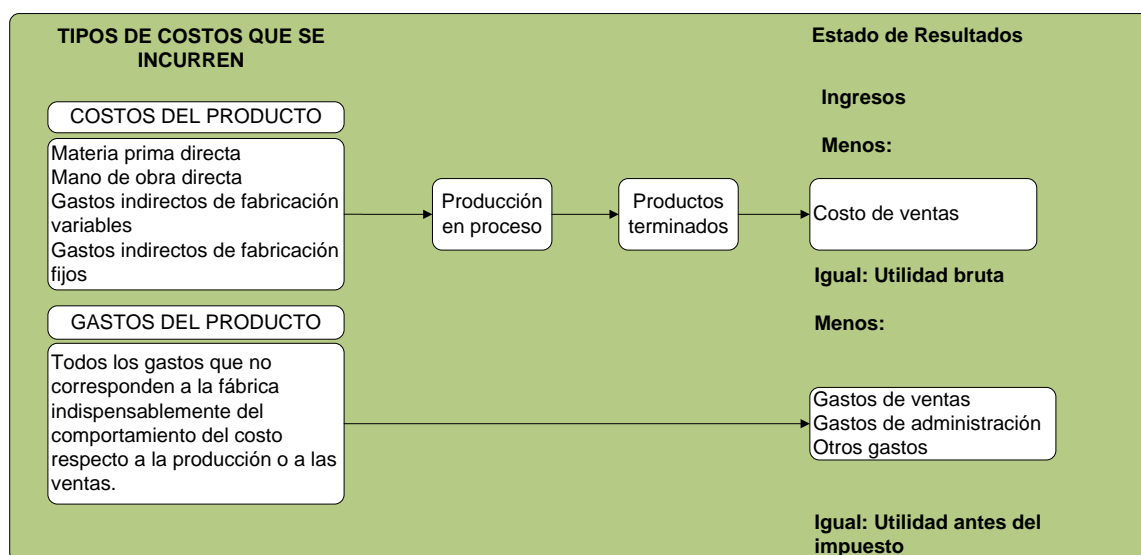 TIPOS DE COSTOS QUE SE
INCURREN
COSTOS DEL PRODUCTO
Materia prima directa
Mano de obra directa
Gastos indirectos de fabricación
variables
Gastos indirectos de fabricación
fijos
Producción
en proceso
Productos
terminados
Estado de Resultados
Ingresos
Menos:
Costo de ventas
Igual: Utilidad bruta
Menos:
GASTOS DEL PRODUCTO
Todos los gastos que no
corresponden a la fábrica
indispensablemente del
comportamiento del costo
respecto a la producción o a las
ventas.
Gastos de ventas
Gastos de administración
Otros gastos
Igual: Utilidad antes del
impuesto